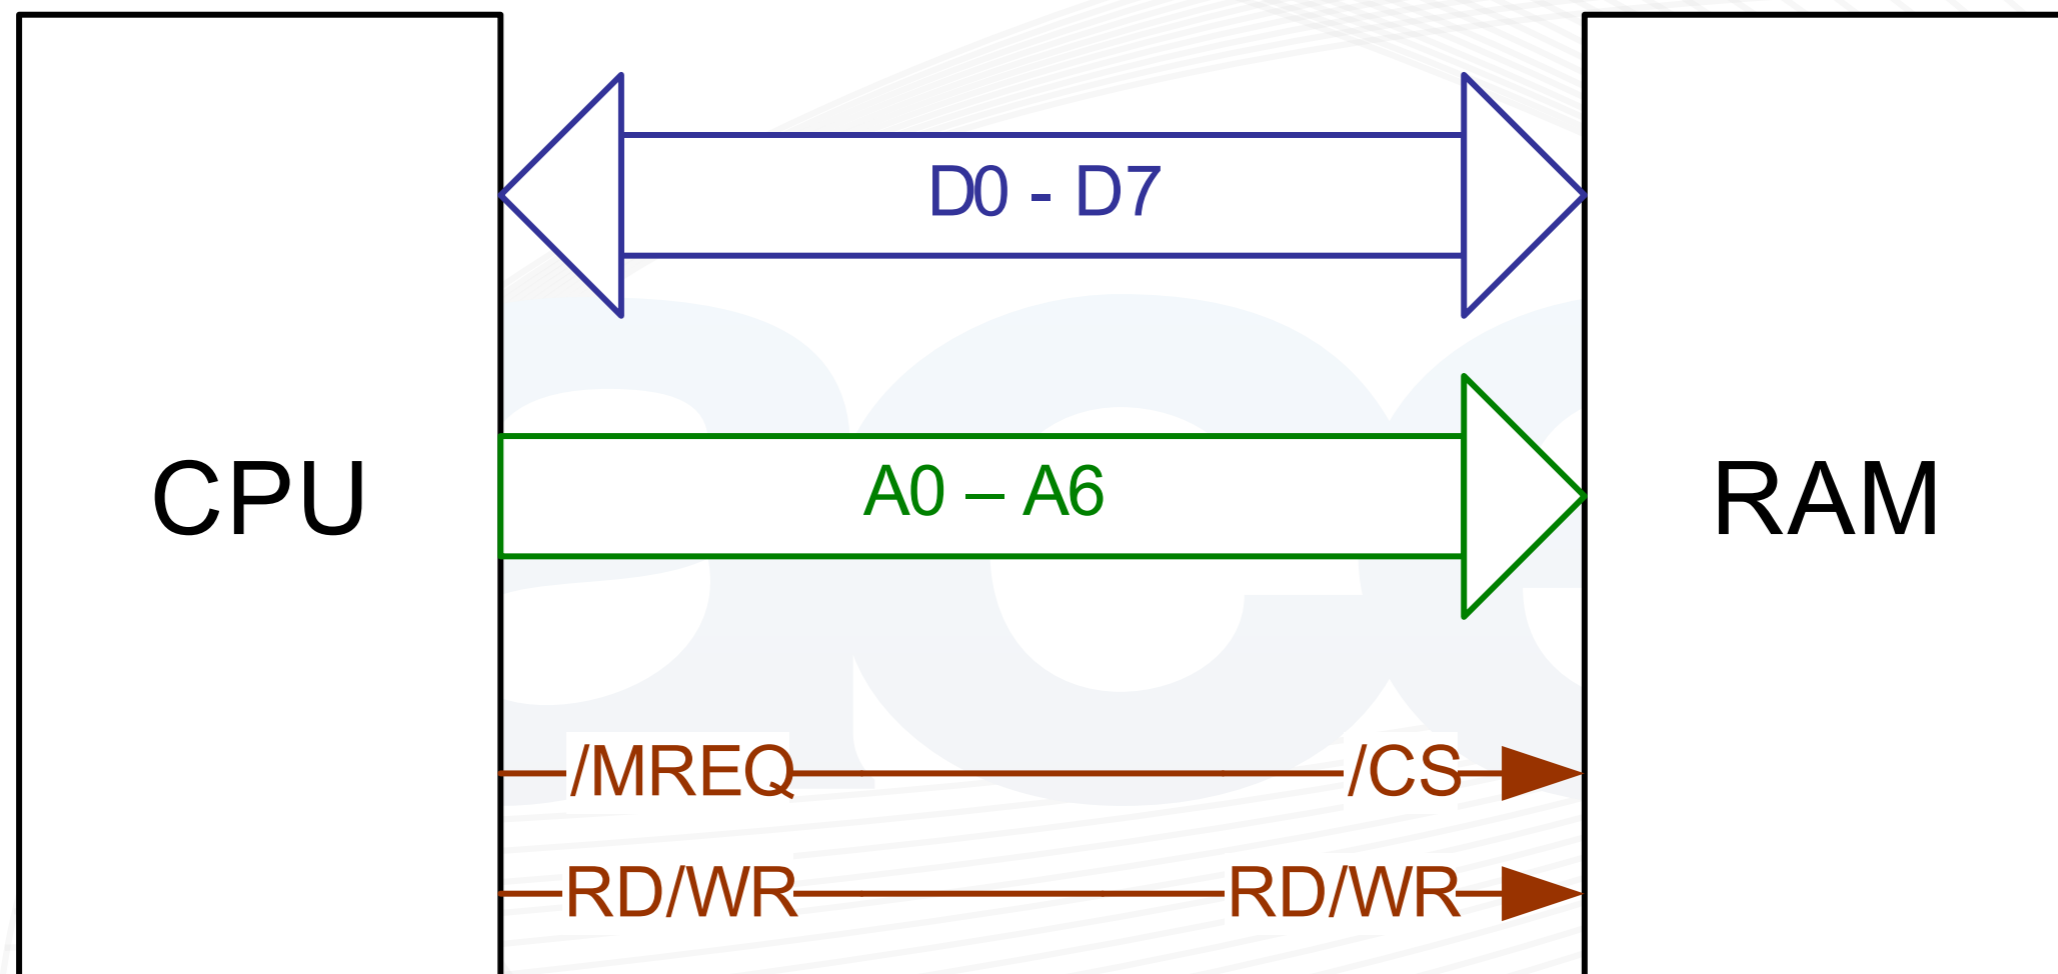 D0 - D7
CPU
A0 – A6
RAM
/MREQ /CS
RD/WR RD/WR